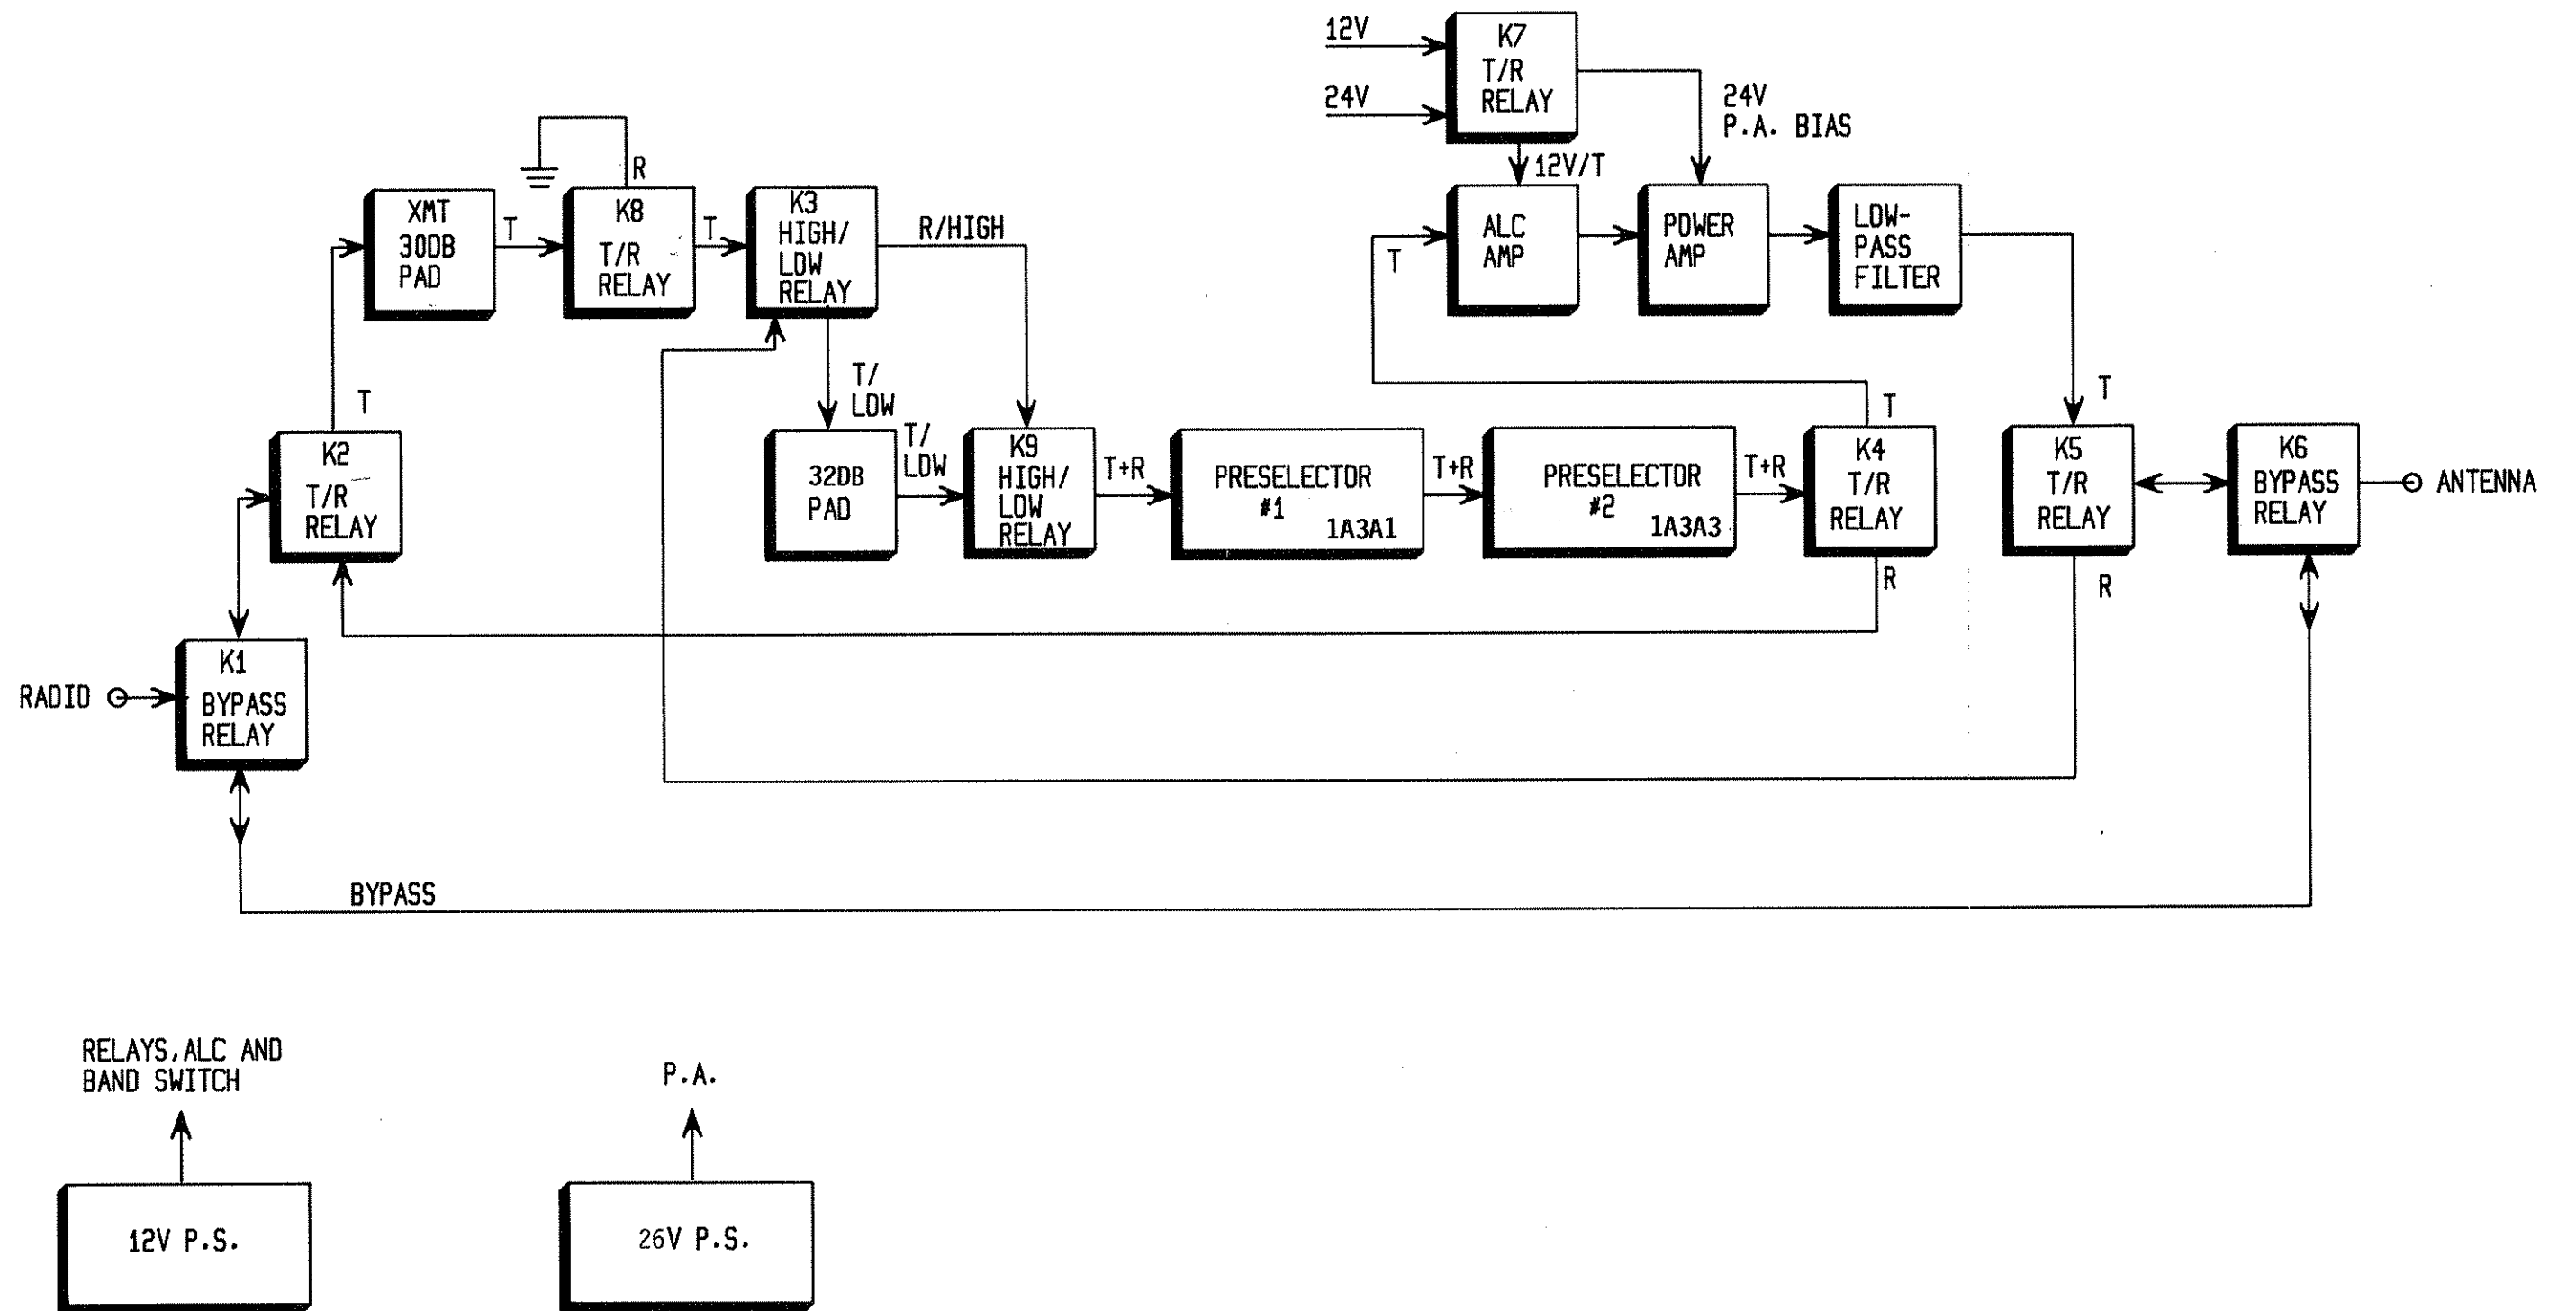 12V
24V
K7
T/R
RELAY
24V
P.A. BIAS
12V/T
R
XMT
30DB
PAD
T
K8
T/R
RELAY
T
K3
HIGH/
LOW
RELAY
R/HIGH
T
ALC
AMP
POWER
AMP
LOW-
PASS
FILTER
T
K2
T/R
RELAY
T/
LOW
32DB
PAD
T/
LOW
K9
HIGH/
LOW
RELAY
T+R
PRESELECTOR
#1
1A3A1
T+R
PRESELECTOR
#2
1A3A3
T+R
T
K4
T/R
RELAY
R
T
K5
T/R
RELAY
R
K6
BYPASS
RELAY
ANTENNA
RADIO
K1
BYPASS
RELAY
BYPASS
RELAYS,ALC AND
BAND SWITCH
12V P.S.
P.A.
26V P.S.